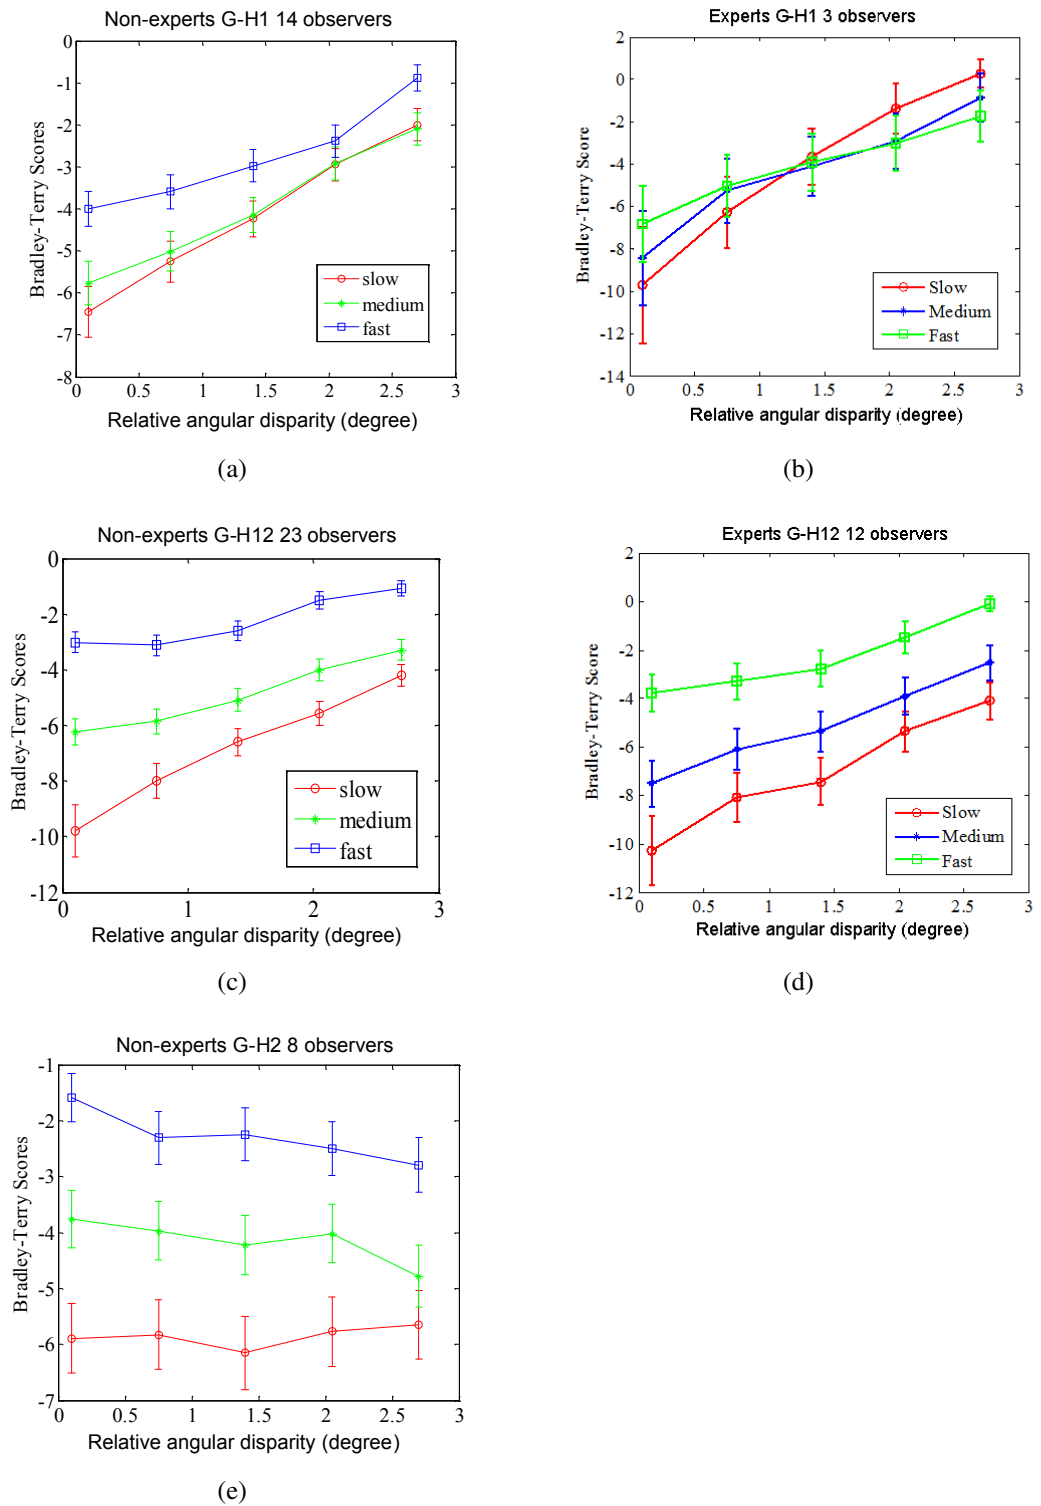 Non-experts G-H1 14 observers
0
-1
-2
-3
-4
-5
-6
-7
-8
0 0.5 1 1.5 2 2.5 3
Bradley-Terry Scores
Relative angular disparity (degree)
slow
medium
fast
(a)
Experts G-H1 3 observers
2
0
-2
-4
-6
-8
-10
-12
-14
0 0.5 1 1.5 2 2.5 3
Bradley-Terry Score
Relative angular disparity (degree)
Slow
Medium
Fast
(b)
Non-experts G-H12 23 observers
0
-2
-4
-6
-8
-10
-12
0 1 2 3
Bradley-Terry Scores
Relative angular disparity (degree)
slow
medium
fast
(c)
Experts G-H12 12 observers
2
0
-2
-4
-6
-8
-10
-12
0 0.5 1 1.5 2 2.5 3
Bradley-Terry Score
Relative angular disparity (degree)
Slow
Medium
Fast
(d)
Non-experts G-H2 8 observers
-1
-2
-3
-4
-5
-6
-7
0 0.5 1 1.5 2 2.5 3
Bradley-Terry Scores
Relative angular disparity (degree)
(e)